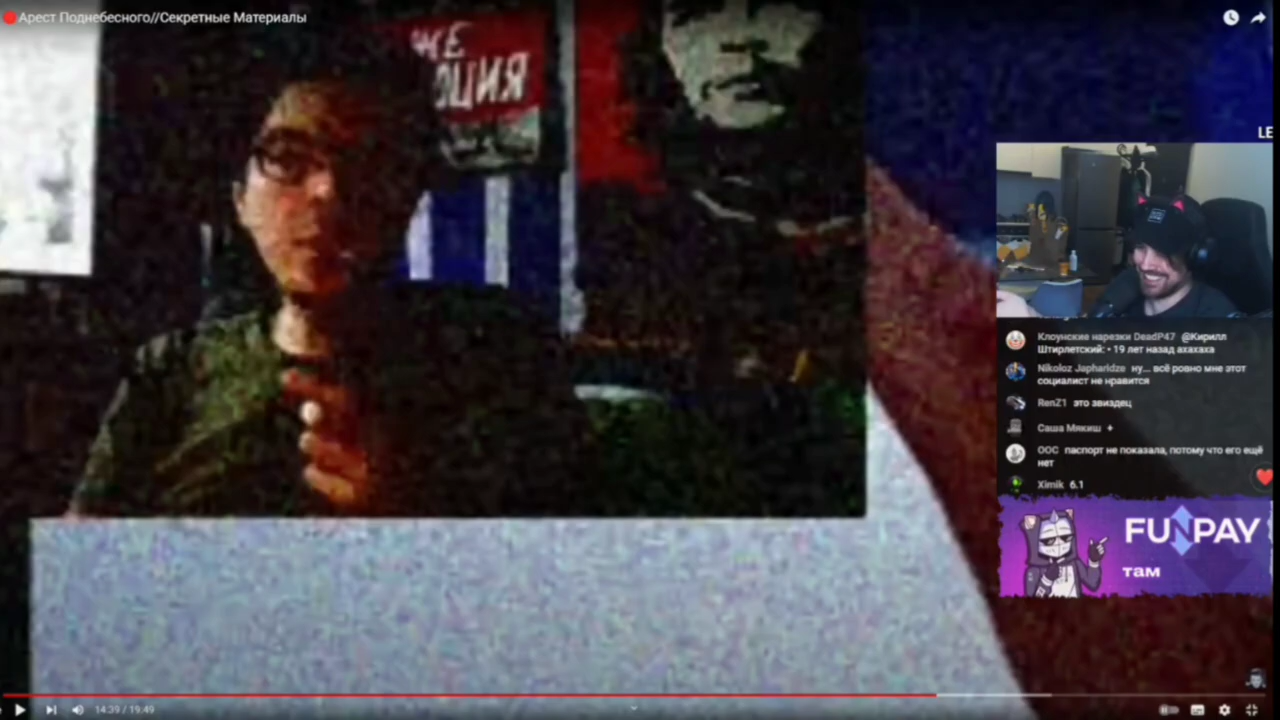 Арест Поднебесного//Секретные Материалы
ЖЕ
ЮЦИЯ
LE
Клоунские нарезки DeadP47 @Кирилл
Штирлетский: • 19 лет назад ахахаха
Nikoloz Japharidze ну... всё ровно мне этот
социалист не нравится
RenZ1 это звиздец
Саша Мякиш +
ООС паспорт не показала, потому что его ещё
нет
Ximik 6.1
FUNPAY
там
14:39 / 19:49